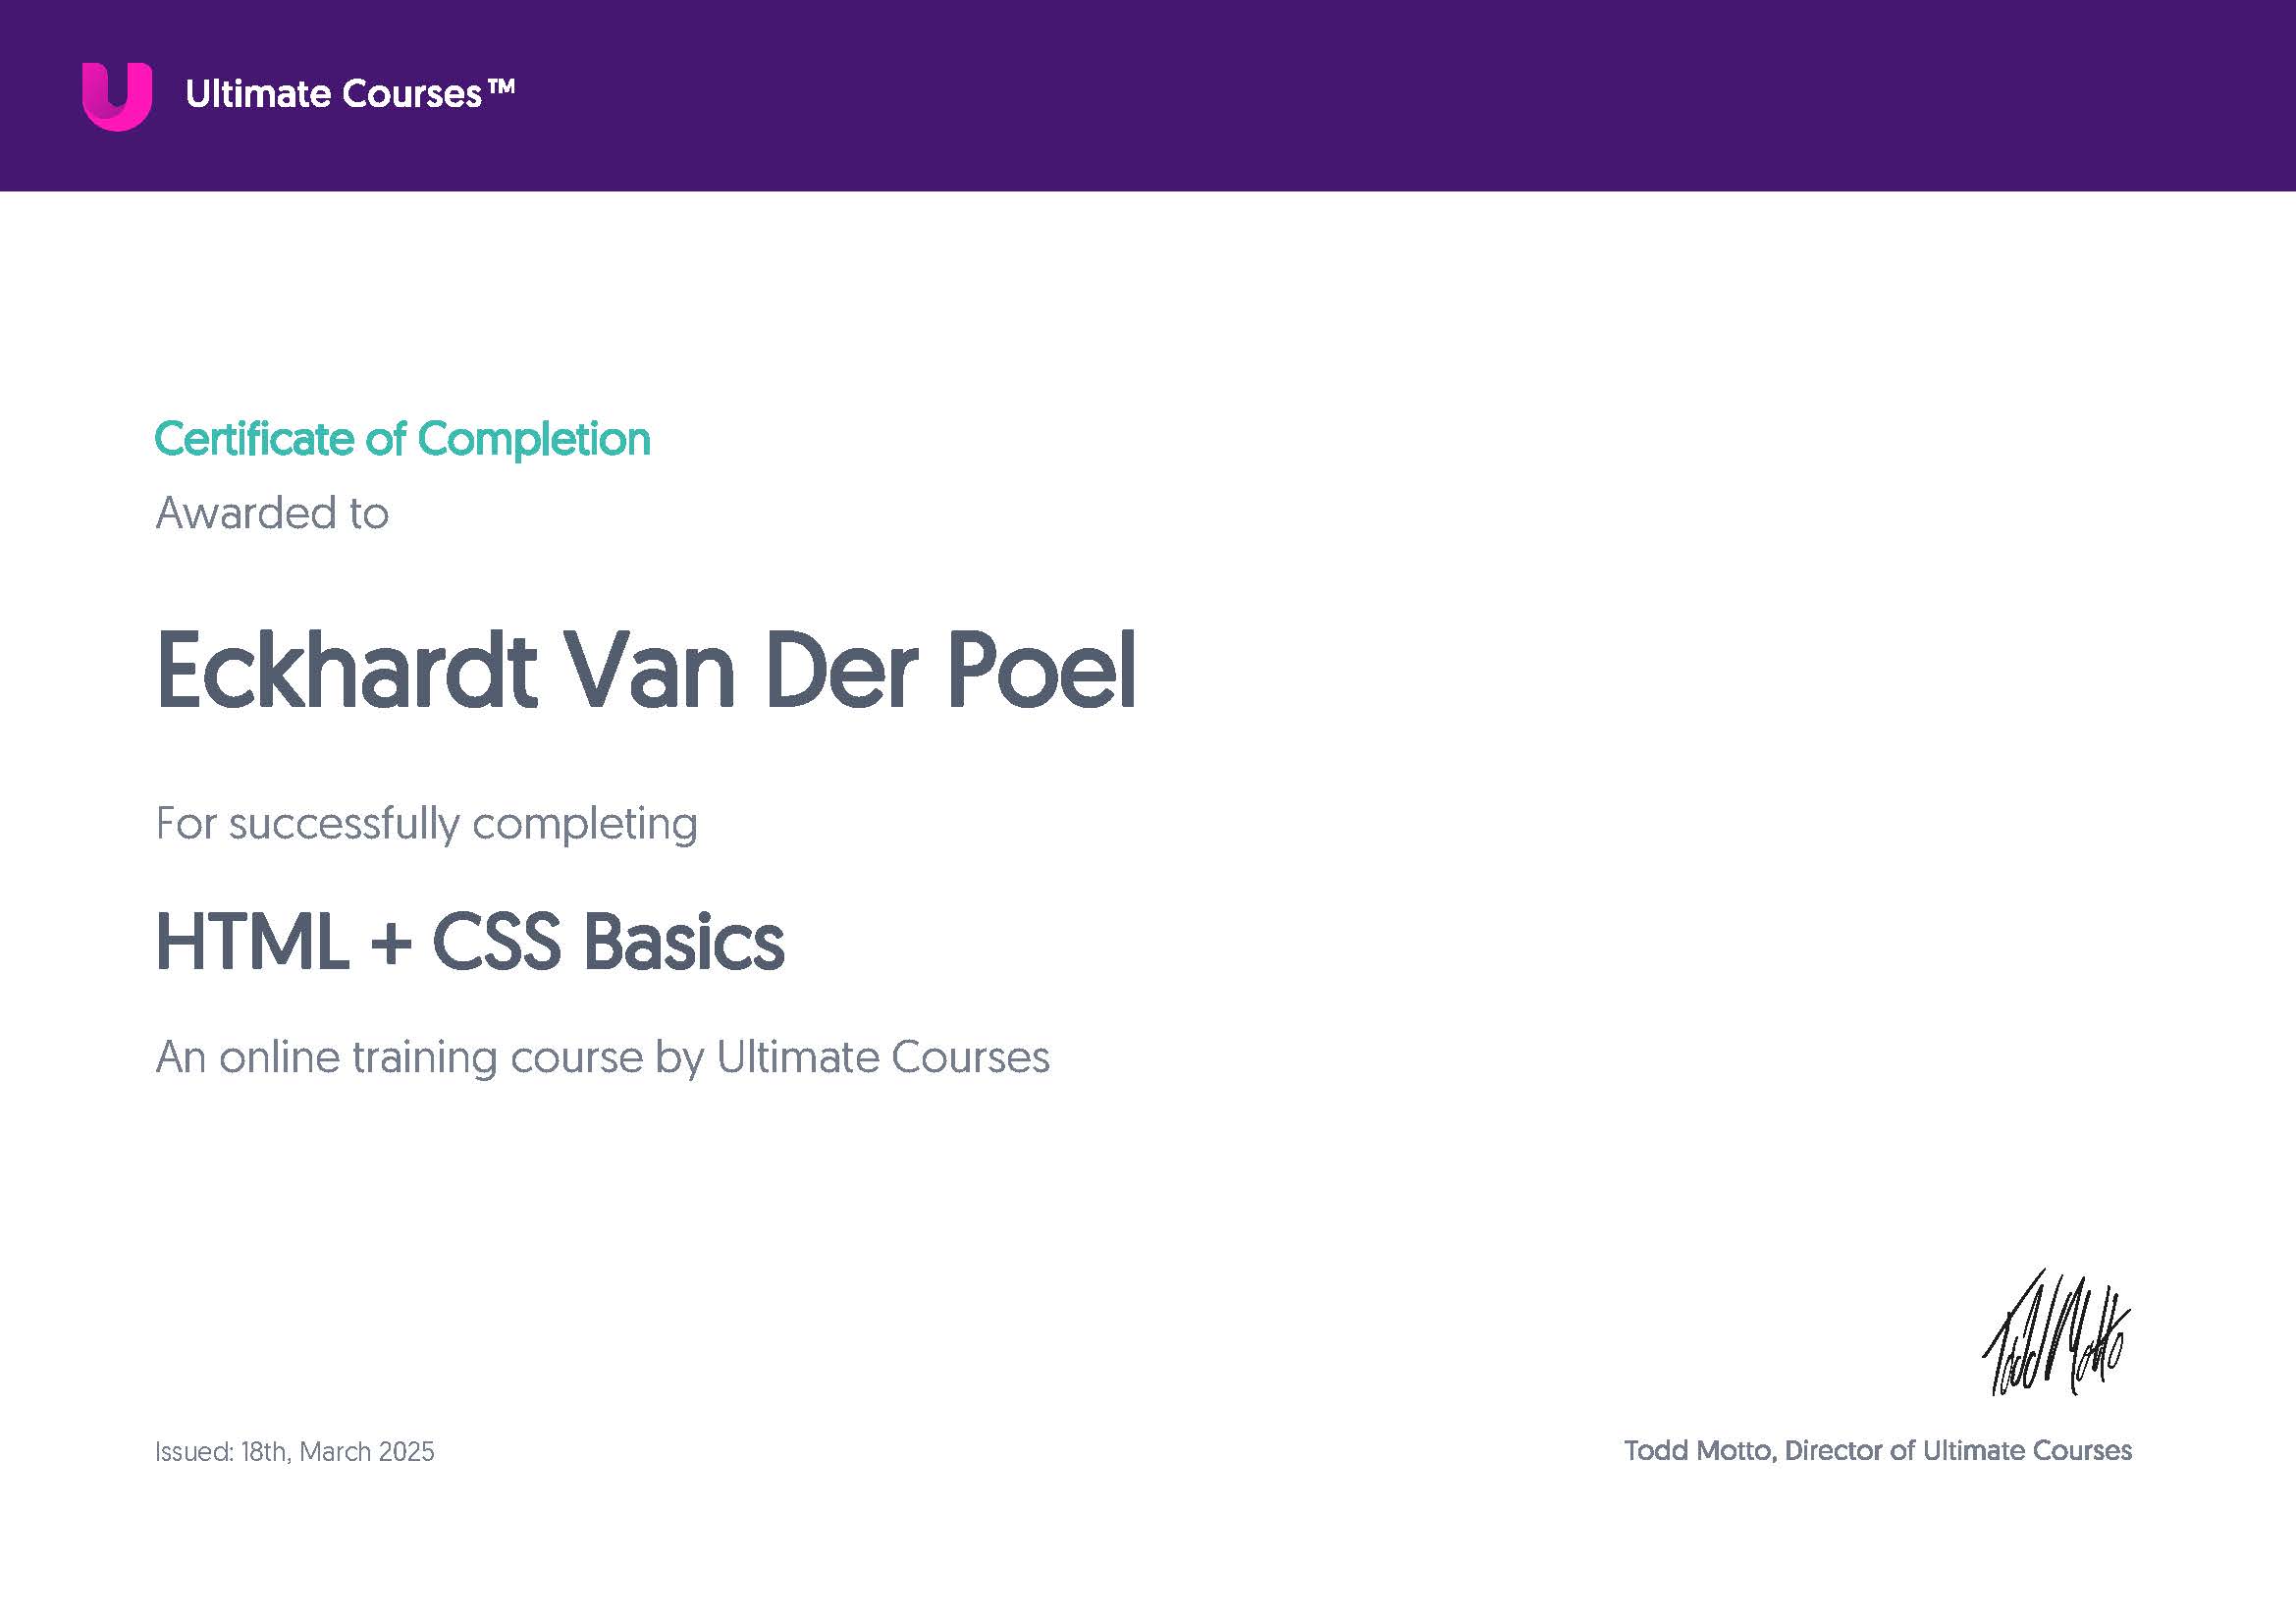 Ultimate Courses™
Certificate of Completion
Awarded to
Eckhardt Van Der Poel
For successfully completing
HTML + CSS Basics
An online training course by Ultimate Courses
Todd Motto
Issued: 18th, March 2025
Todd Motto, Director of Ultimate Courses